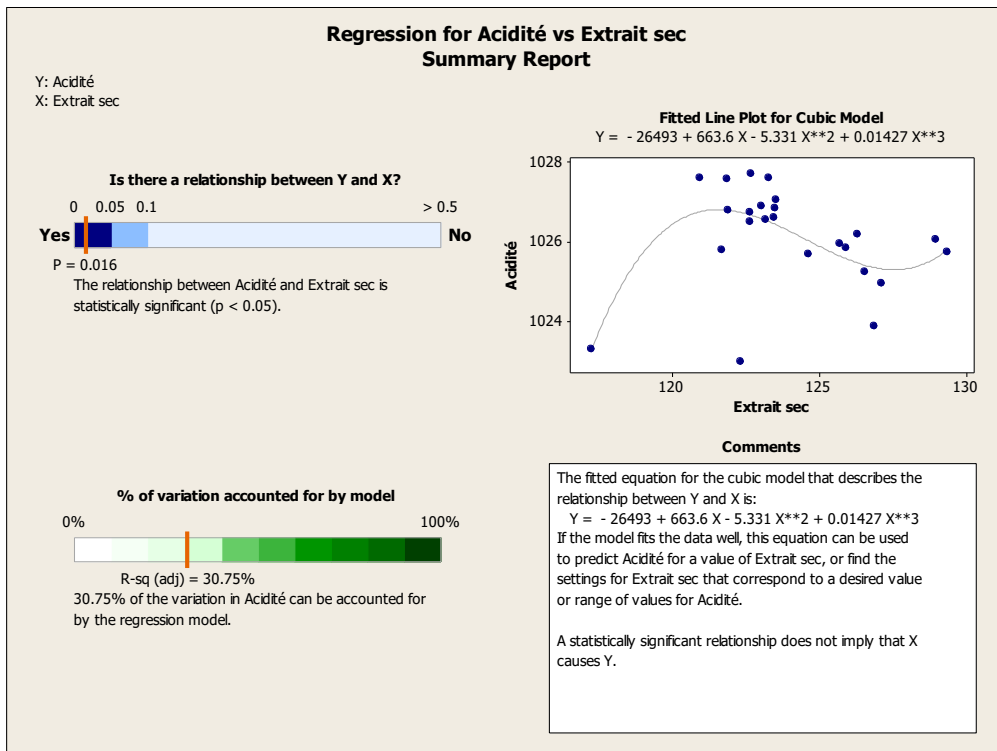 Regression for Acidité vs Extrait sec
Summary Report
Y: Acidité
X: Extrait sec
Is there a relationship between Y and X?
0 0.05 0.1 > 0.5
Yes No
P = 0.016
The relationship between Acidité and Extrait sec is
statistically significant (p < 0.05).
% of variation accounted for by model
0% 100%
R-sq (adj) = 30.75%
30.75% of the variation in Acidité can be accounted for
by the regression model.
Fitted Line Plot for Cubic Model
Y = - 26493 + 663.6 X - 5.331 X**2 + 0.01427 X**3
1028
1026
1024
Acidité
120 125 130
Extrait sec
Comments
The fitted equation for the cubic model that describes the
relationship between Y and X is:
Y = - 26493 + 663.6 X - 5.331 X**2 + 0.01427 X**3
If the model fits the data well, this equation can be used
to predict Acidité for a value of Extrait sec, or find the
settings for Extrait sec that correspond to a desired value
or range of values for Acidité.
A statistically significant relationship does not imply that X
causes Y.